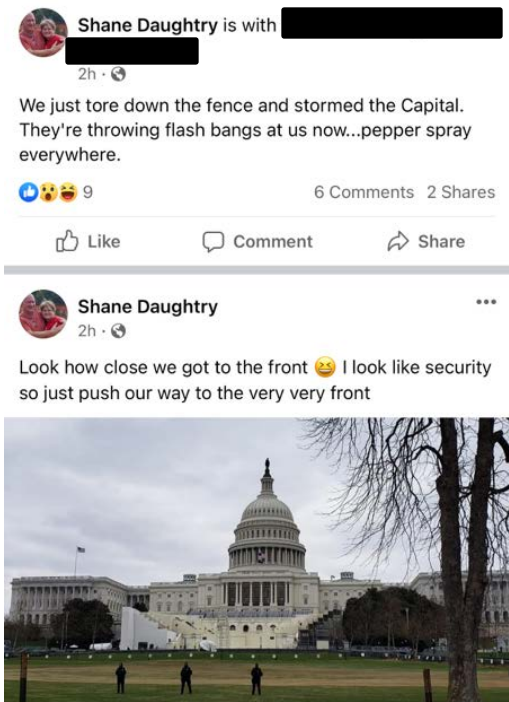 Shane Daughtry is with
2h ·
We just tore down the fence and stormed the Capital.
They're throwing flash bangs at us now...pepper spray
everywhere.
9
6 Comments 2 Shares
Like Comment Share
Shane Daughtry
2h ·
Look how close we got to the front 😆 I look like security
so just push our way to the very very front